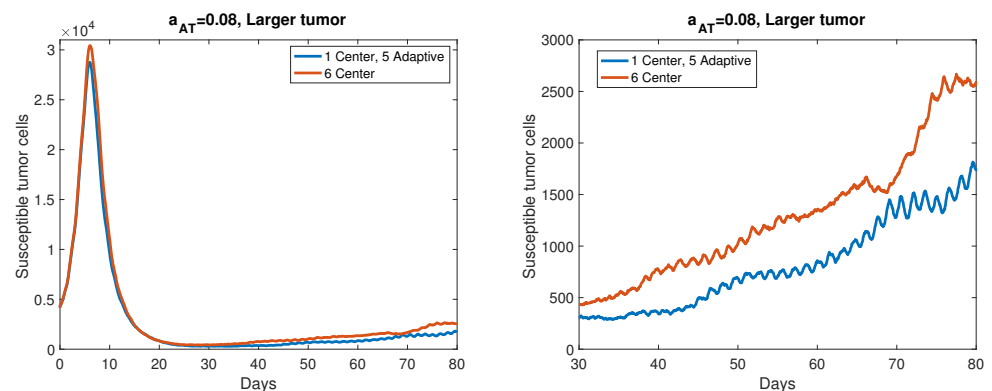 a_AT=0.08, Larger tumor
×10^4
3
2.5
2
1.5
1
0.5
0
0 10 20 30 40 50 60 70 80
Days
Susceptible tumor cells
1 Center, 5 Adaptive
6 Center
a_AT=0.08, Larger tumor
3000
2500
2000
1500
1000
500
0
30 40 50 60 70 80
Days
Susceptible tumor cells
1 Center, 5 Adaptive
6 Center